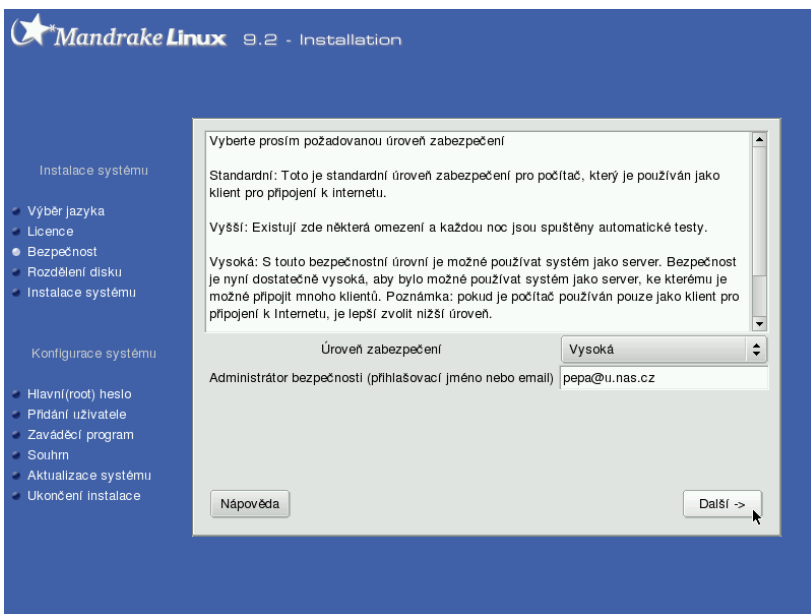 Mandrake Linux 9.2 - Installation
Instalace systému
Výběr jazyka
Licence
Bezpečnost
Rozdělení disku
Instalace systému
Konfigurace systému
Hlavní(root) heslo
Přidání uživatele
Zaváděcí program
Souhrn
Aktualizace systému
Ukončení instalace
Vyberte prosím požadovanou úroveň zabezpečení
Standardní: Toto je standardní úroveň zabezpečení pro počítač, který je používán jako
klient pro připojení k internetu.
Vyšší: Existují zde některá omezení a každou noc jsou spuštěny automatické testy.
Vysoká: S touto bezpečnostní úrovní je možné používat systém jako server. Bezpečnost
je nyní dostatečně vysoká, aby bylo možné používat systém jako server, ke kterému je
možné připojit mnoho klientů. Poznámka: pokud je počítač používán pouze jako klient pro
připojení k Internetu, je lepší zvolit nižší úroveň.
Úroveň zabezpečení Vysoká
Administrátor bezpečnosti (přihlašovací jméno nebo email) pepa@u.nas.cz
Nápověda Další ->